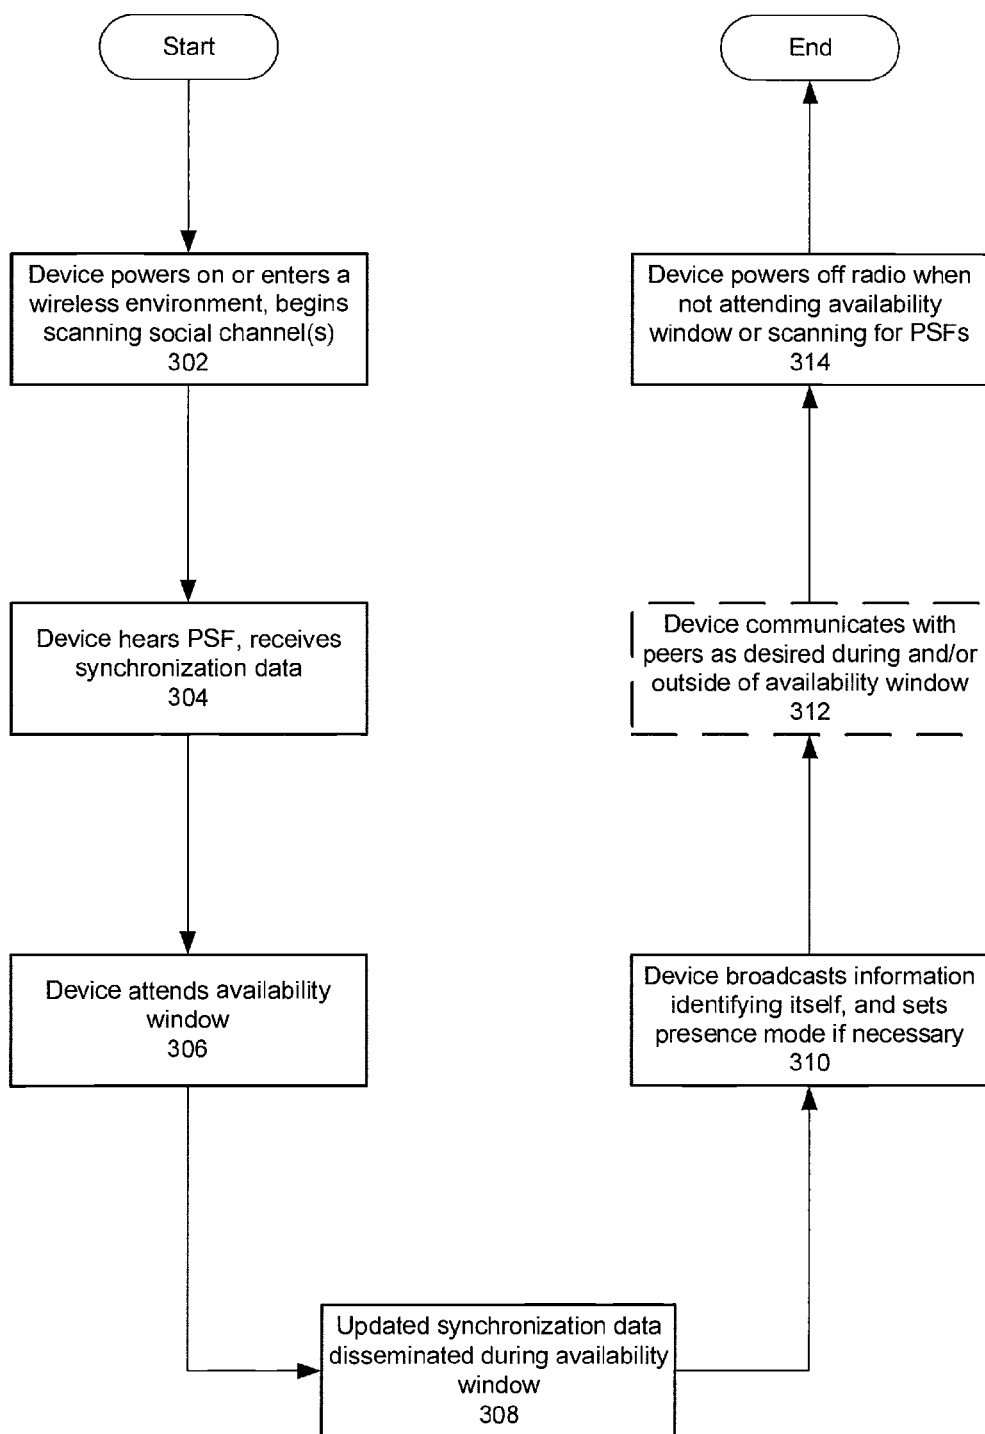 Start
Device powers on or enters a
wireless environment, begins
scanning social channel(s)
302
Device hears PSF, receives
synchronization data
304
Device attends availability
window
306
Updated synchronization data
disseminated during availability
window
308
Device broadcasts information
identifying itself, and sets
presence mode if necessary
310
Device communicates with
peers as desired during and/or
outside of availability window
312
Device powers off radio when
not attending availability
window or scanning for PSFs
314
End